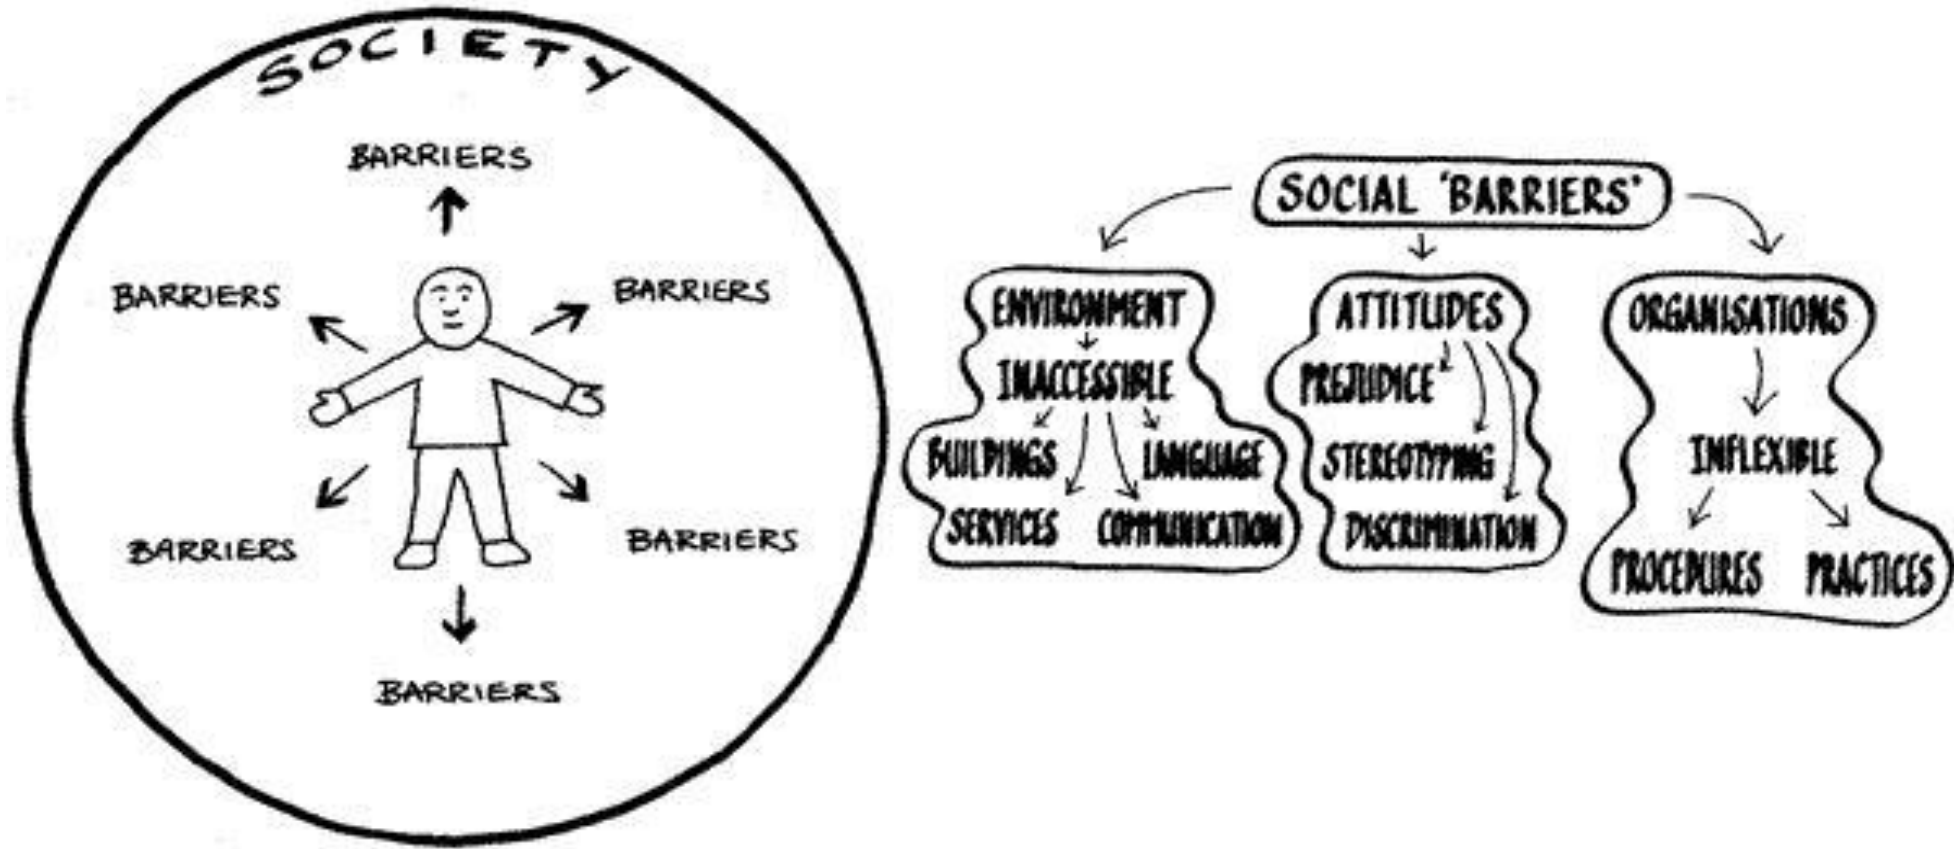 SOCIETY
BARRIERS
BARRIERS
BARRIERS
BARRIERS
BARRIERS
BARRIERS
SOCIAL 'BARRIERS'
ENVIRONMENT
INACCESSIBLE
BUILDINGS
LANGUAGE
SERVICES
COMMUNICATION
ATTITUDES
PREJUDICE
STEREOTYPING
DISCRIMINATION
ORGANISATIONS
INFLEXIBLE
PROCEDURES
PRACTICES